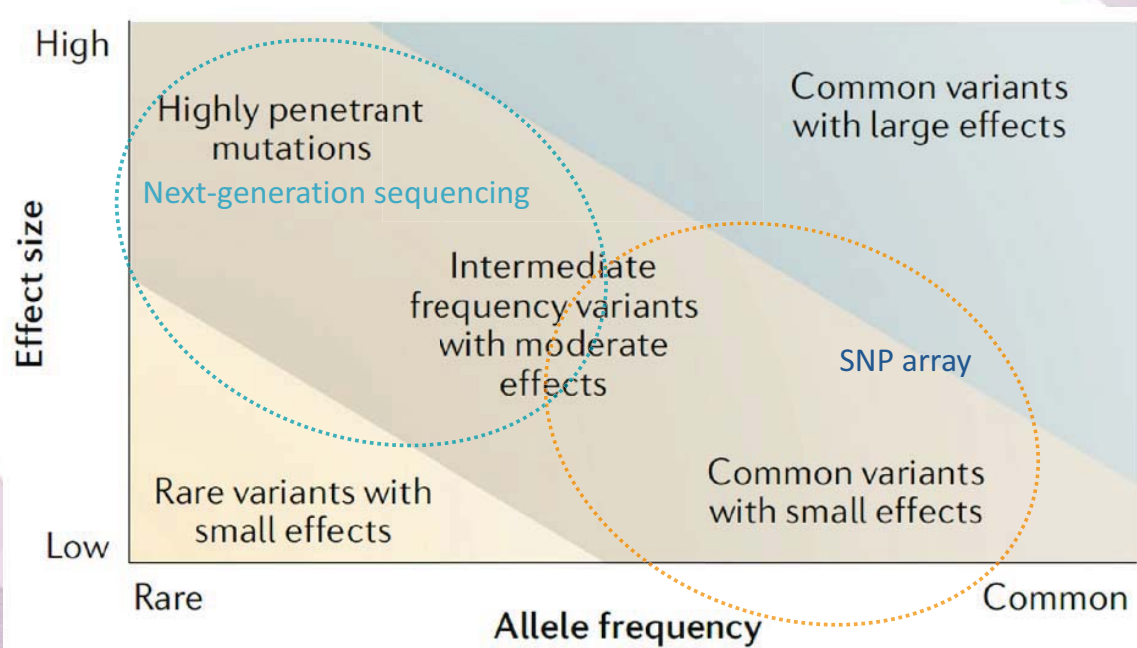 High
Highly penetrant
mutations
Common variants
with large effects
Next-generation sequencing
Effect size
Intermediate
frequency variants
with moderate
effects
SNP array
Rare variants with
small effects
Common variants
with small effects
Low
Rare
Common
Allele frequency